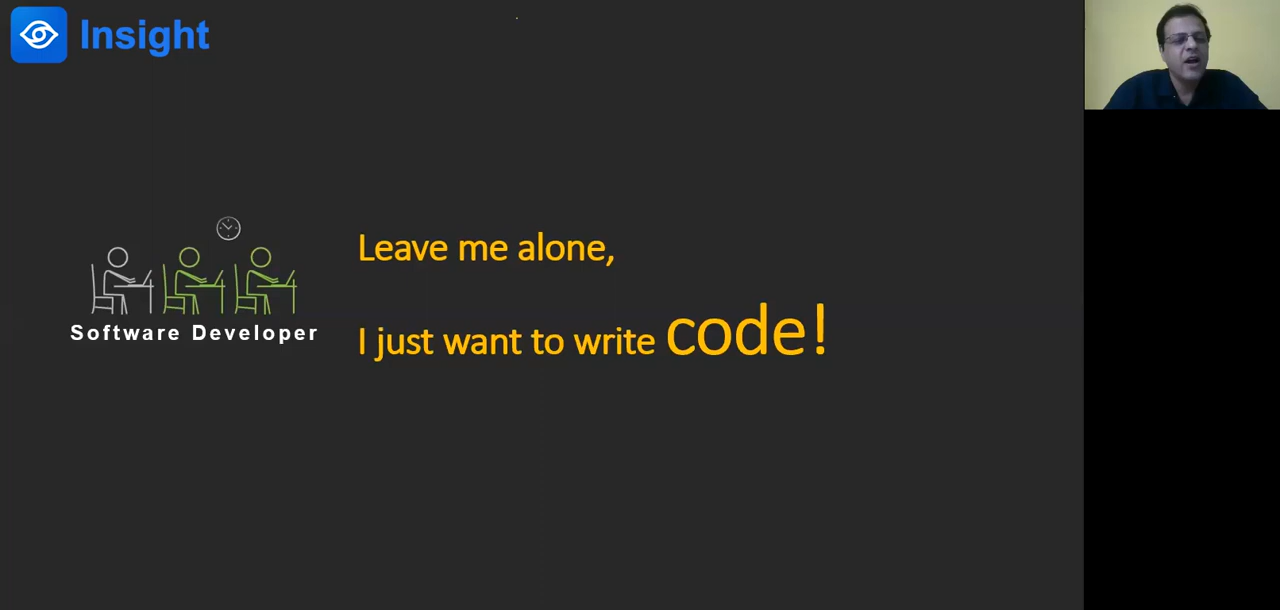 Insight
Leave me alone,
I just want to write code!
Software Developer